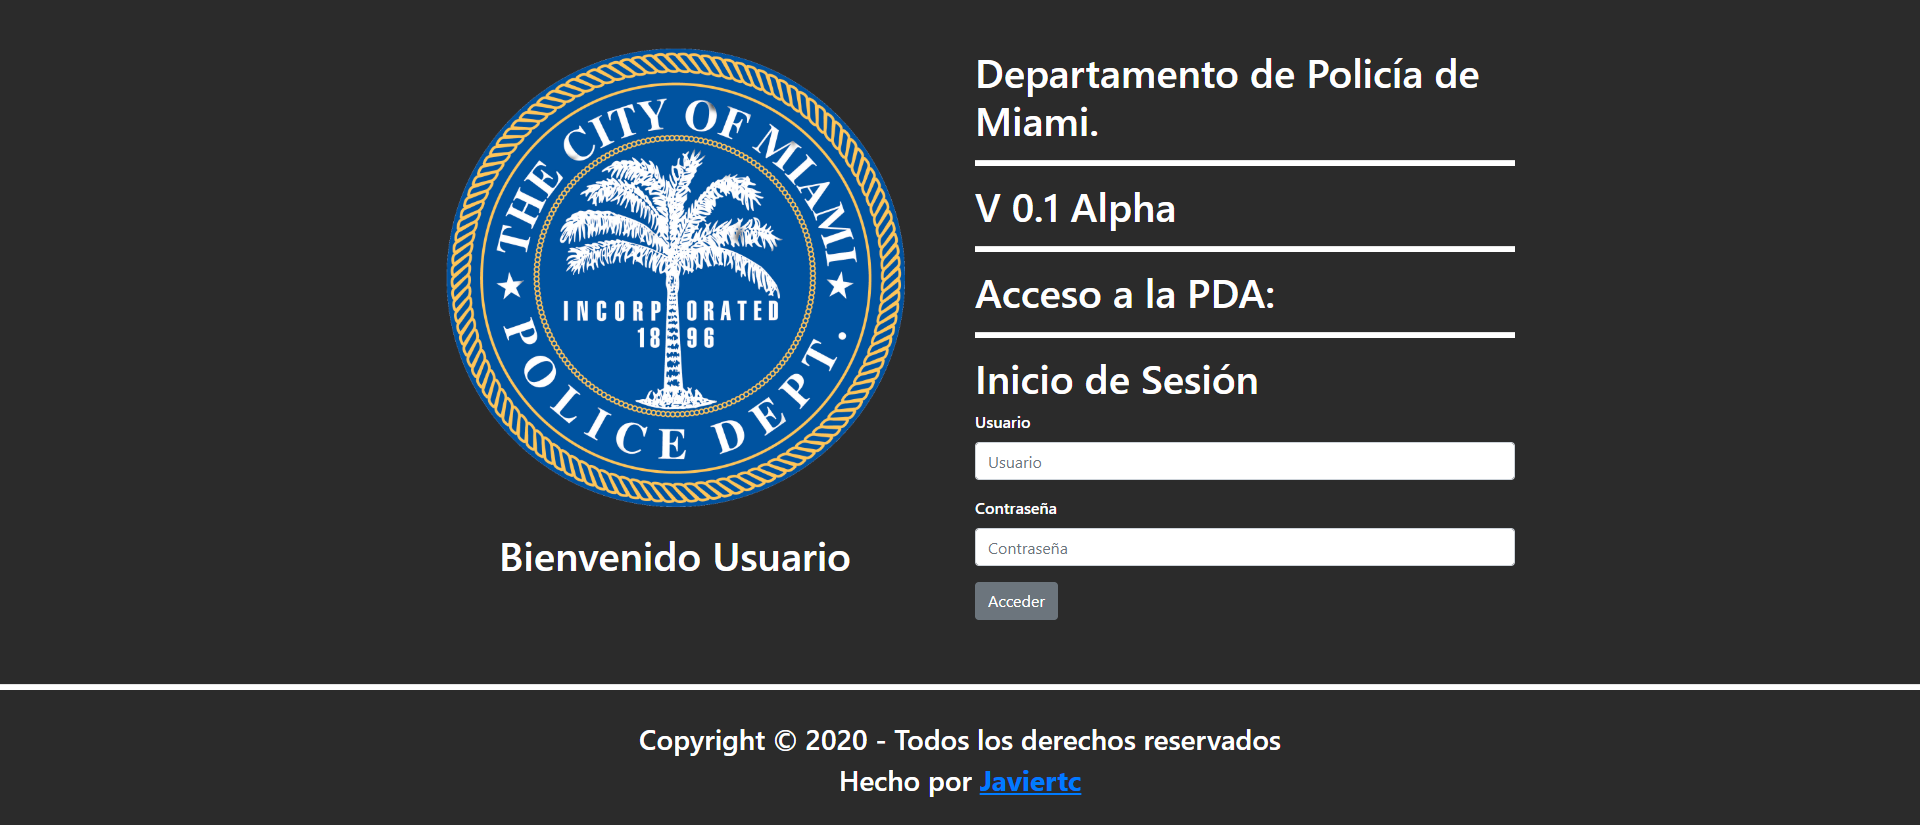 THE CITY OF MIAMI
INCORPORATED
1896
POLICE DEPT.
Bienvenido Usuario
Departamento de Policía de
Miami.
V 0.1 Alpha
Acceso a la PDA:
Inicio de Sesión
Usuario
Usuario
Contraseña
Contraseña
Acceder
Copyright © 2020 - Todos los derechos reservados
Hecho por Javiertc